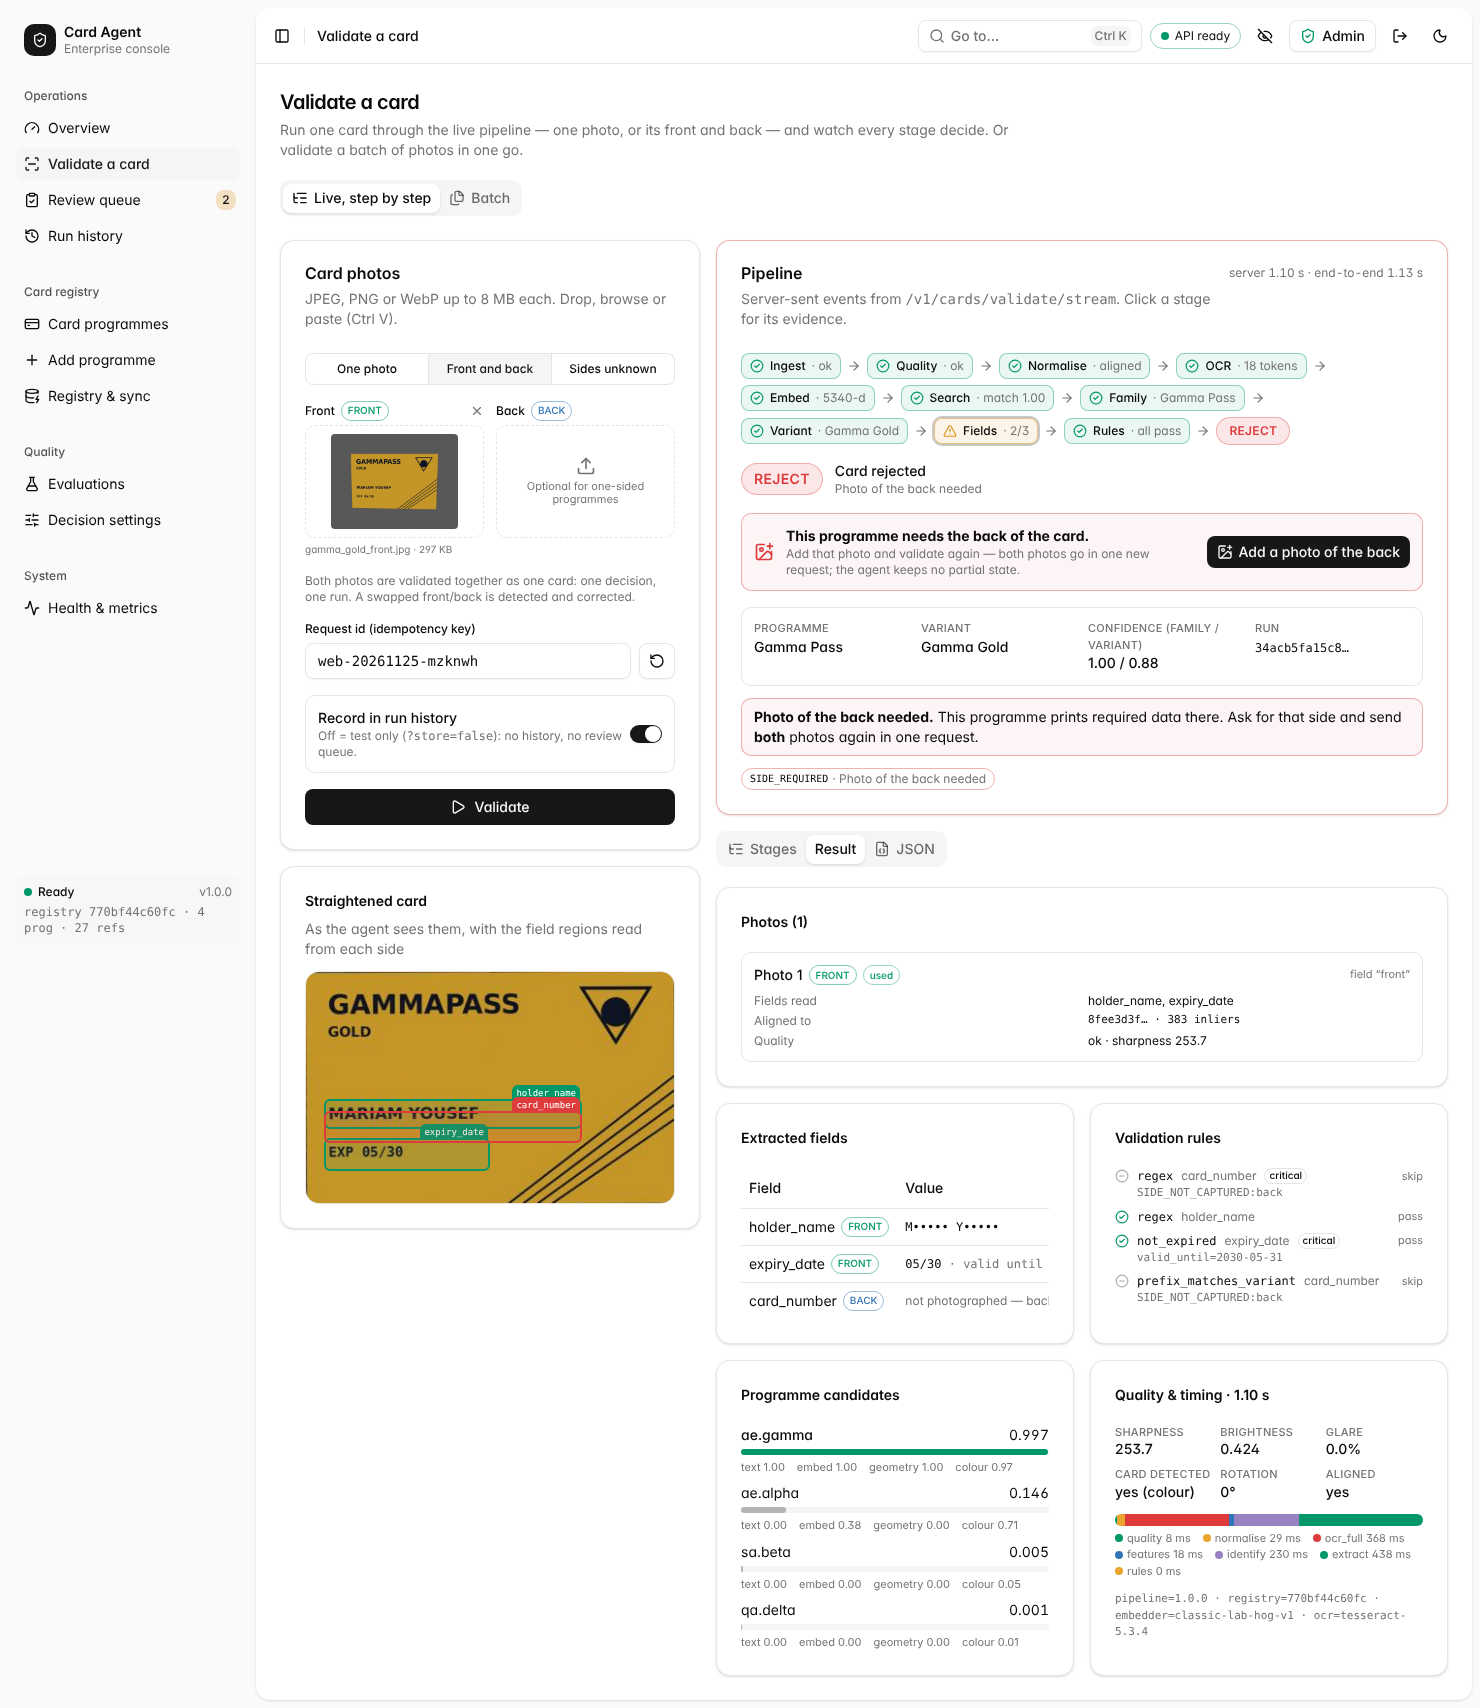 Card Agent
Enterprise console
Operations
Overview
Validate a card
Review queue
2
Run history
Card registry
Card programmes
Add programme
Registry & sync
Quality
Evaluations
Decision settings
System
Health & metrics
Ready
v1.0.0
registry 770bf44c60fc · 4
prog · 27 refs
Validate a card
Go to...
Ctrl K
API ready
Admin
Validate a card
Run one card through the live pipeline — one photo, or its front and back — and watch every stage decide. Or
validate a batch of photos in one go.
Live, step by step
Batch
Card photos
JPEG, PNG or WebP up to 8 MB each. Drop, browse or
paste (Ctrl V).
One photo
Front and back
Sides unknown
Front FRONT
Back BACK
GAMMAPASS
GOLD
MARIAM YOUSEF
EXP 05/30
Optional for one-sided
programmes
gamma_gold_front.jpg · 297 KB
Both photos are validated together as one card: one decision,
one run. A swapped front/back is detected and corrected.
Request id (idempotency key)
web-20261125-mzknwh
Record in run history
Off = test only (?store=false): no history, no review
queue.
Validate
Straightened card
As the agent sees them, with the field regions read
from each side
GAMMAPASS
GOLD
holder_name
card_number
MARIAM YOUSEF
expiry_date
EXP 05/30
Pipeline
server 1.10 s · end-to-end 1.13 s
Server-sent events from /v1/cards/validate/stream. Click a stage
for its evidence.
Ingest · ok → Quality · ok → Normalise · aligned → OCR · 18 tokens →
Embed · 5340-d → Search · match 1.00 → Family · Gamma Pass →
Variant · Gamma Gold → Fields · 2/3 → Rules · all pass → REJECT
REJECT
Card rejected
Photo of the back needed
This programme needs the back of the card.
Add that photo and validate again — both photos go in one new
request; the agent keeps no partial state.
Add a photo of the back
PROGRAMME
Gamma Pass
VARIANT
Gamma Gold
CONFIDENCE (FAMILY /
VARIANT)
1.00 / 0.88
RUN
34acb5fa15c8…
Photo of the back needed. This programme prints required data there. Ask for that side and send
both photos again in one request.
SIDE_REQUIRED · Photo of the back needed
Stages
Result
JSON
Photos (1)
Photo 1 FRONT used
field “front”
Fields read
holder_name, expiry_date
Aligned to
8fee3d3f… · 383 inliers
Quality
ok · sharpness 253.7
Extracted fields
Field
Value
holder_name FRONT M••••• Y•••••
expiry_date FRONT 05/30 · valid until
card_number BACK not photographed — bac
Validation rules
regex card_number critical skip
SIDE_NOT_CAPTURED:back
regex holder_name pass
not_expired expiry_date critical pass
valid_until=2030-05-31
prefix_matches_variant card_number skip
SIDE_NOT_CAPTURED:back
Programme candidates
ae.gamma 0.997
text 1.00 embed 1.00 geometry 1.00 colour 0.97
ae.alpha 0.146
text 0.00 embed 0.38 geometry 0.00 colour 0.71
sa.beta 0.005
text 0.00 embed 0.00 geometry 0.00 colour 0.05
qa.delta 0.001
text 0.00 embed 0.00 geometry 0.00 colour 0.01
Quality & timing · 1.10 s
SHARPNESS BRIGHTNESS GLARE
253.7 0.424 0.0%
CARD DETECTED ROTATION ALIGNED
yes (colour) 0° yes
quality 8 ms normalise 29 ms ocr_full 368 ms
features 18 ms identify 230 ms extract 438 ms
rules 0 ms
pipeline=1.0.0 · registry=770bf44c60fc ·
embedder=classic-lab-hog-v1 · ocr=tesseract-
5.3.4